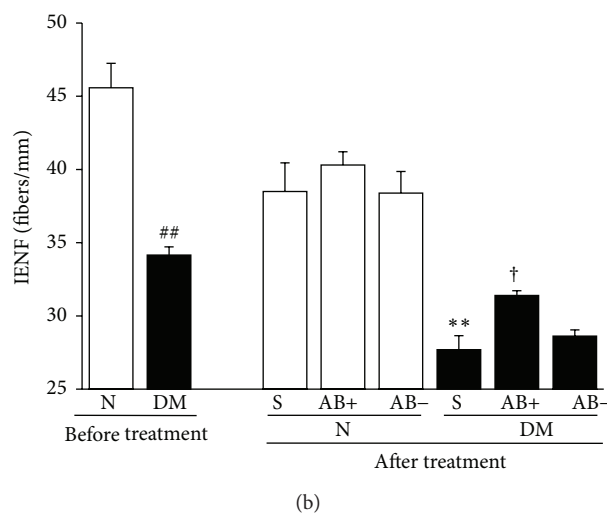 50
45
40
35
30
25
IENF (fibers/mm)
##
**
†
N DM S AB+ AB− S AB+ AB−
Before treatment N DM
After treatment
(b)